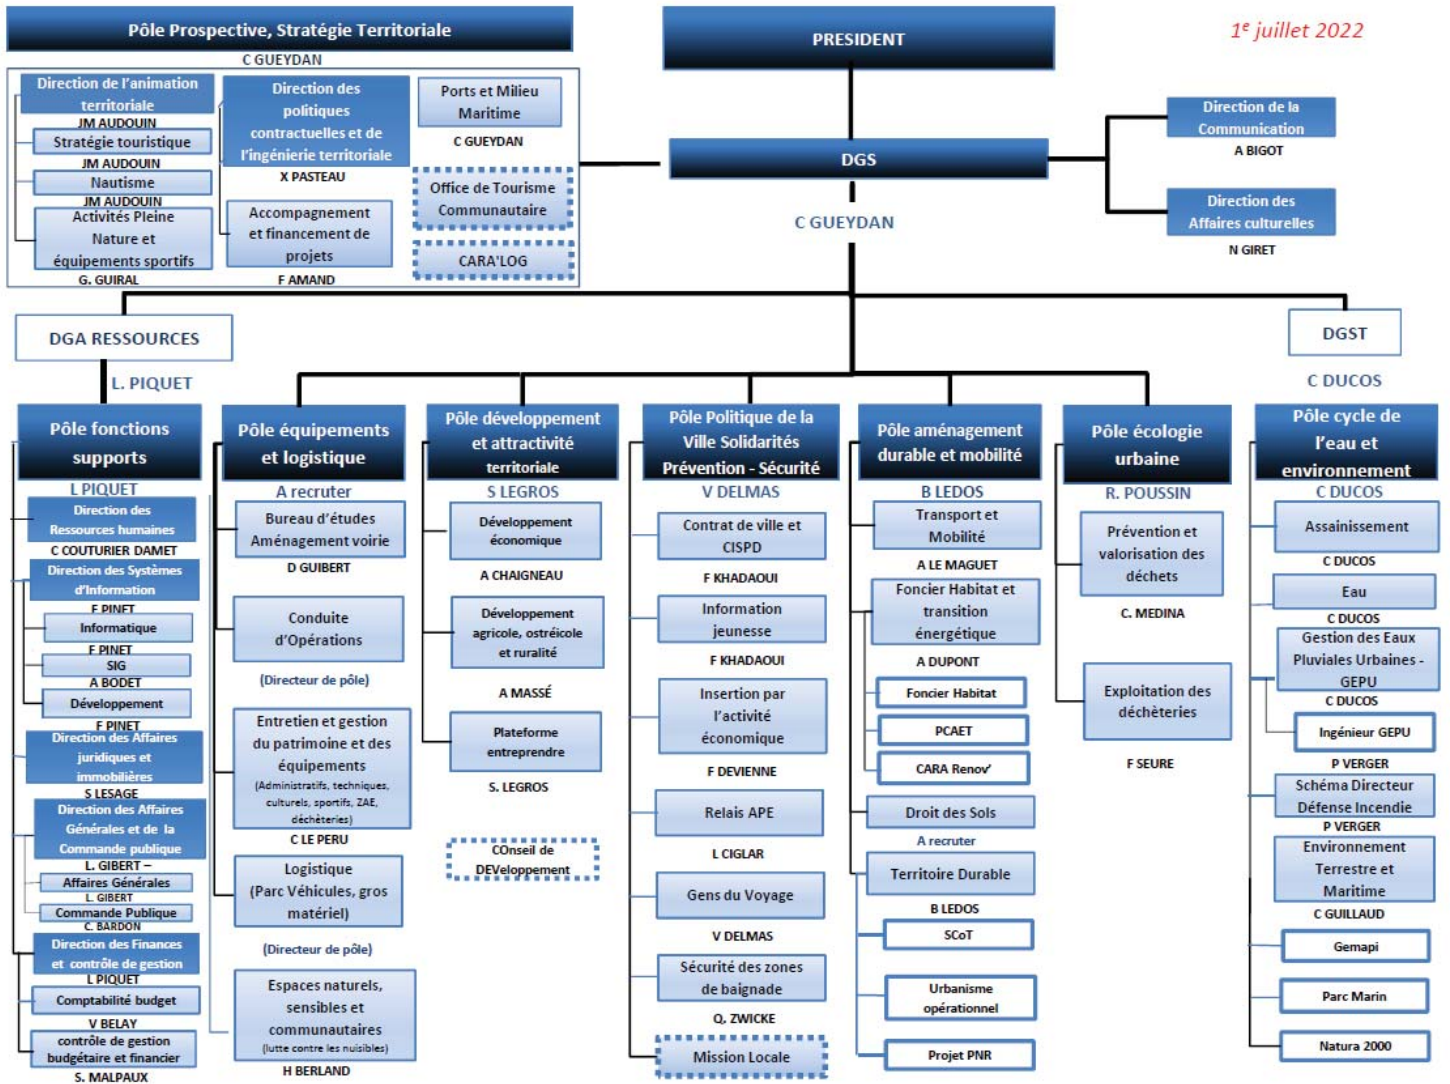 Pôle Prospective, Stratégie Territoriale
C GUEYDAN
Direction de l'animation
territoriale
JM AUDOUIN
Stratégie touristique
JM AUDOUIN
Nautisme
JM AUDOUIN
Activités Pleine
Nature et
équipements sportifs
G. GUIRAL
Direction des
politiques
contractuelles et de
l'ingénierie territoriale
X PASTEAU
Accompagnement
et financement de
projets
F AMAND
Ports et Milieu
Maritime
C GUEYDAN
Office de Tourisme
Communautaire
CARA'LOG
PRESIDENT
DGS
C GUEYDAN
1e juillet 2022
Direction de la
Communication
A BIGOT
Direction des
Affaires culturelles
N GIRET
DGA RESSOURCES
L. PIQUET
DGST
C DUCOS
Pôle fonctions
supports
L PIQUET
Direction des
Ressources humaines
C COUTURIER DAMET
Direction des Systèmes
d'Information
F PINET
Informatique
F PINET
SIG
A BODET
Développement
F PINET
Direction des Affaires
juridiques et
immobilières
S LESAGE
Direction des Affaires
Générales et de la
Commande publique
L. GIBERT –
Affaires Générales
L. GIBERT
Commande Publique
C. BARDON
Direction des Finances
et contrôle de gestion
L PIQUET
Comptabilité budget
V BELAY
contrôle de gestion
budgétaire et financier
S. MALPAUX
Pôle équipements
et logistique
A recruter
Bureau d'études
Aménagement voirie
D GUIBERT
Conduite
d'Opérations
(Directeur de pôle)
Entretien et gestion
du patrimoine et des
équipements
(Administratifs, techniques,
culturels, sportifs, ZAE,
déchèteries)
C LE PERU
Logistique
(Parc Véhicules, gros
matériel)
(Directeur de pôle)
Espaces naturels,
sensibles et
communautaires
(lutte contre les nuisibles)
H BERLAND
Pôle développement
et attractivité
territoriale
S LEGROS
Développement
économique
A CHAIGNEAU
Développement
agricole, ostréicole
et ruralité
A MASSÉ
Plateforme
entreprendre
S. LEGROS
COnseil de
DEVeloppement
Pôle Politique de la
Ville Solidarités
Prévention - Sécurité
V DELMAS
Contrat de ville et
CISPD
F KHADAOUI
Information
jeunesse
F KHADAOUI
Insertion par
l'activité
économique
F DEVIENNE
Relais APE
L CIGLAR
Gens du Voyage
V DELMAS
Sécurité des zones
de baignade
Q. ZWICKE
Mission Locale
Pôle aménagement
durable et mobilité
B LEDOS
Transport et
Mobilité
A LE MAGUET
Foncier Habitat et
transition
énergétique
A DUPONT
Foncier Habitat
PCAET
CARA Renov'
Droit des Sols
A recruter
Territoire Durable
B LEDOS
SCoT
Urbanisme
opérationnel
Projet PNR
Pôle écologie
urbaine
R. POUSSIN
Prévention et
valorisation des
déchets
C. MEDINA
Exploitation des
déchèteries
F SEURE
Pôle cycle de
l'eau et
environnement
C DUCOS
Assainissement
C DUCOS
Eau
C DUCOS
Gestion des Eaux
Pluviales Urbaines -
GEPU
C DUCOS
Ingénieur GEPU
P VERGER
Schéma Directeur
Défense Incendie
P VERGER
Environnement
Terrestre et
Maritime
C GUILLAUD
Gemapi
Parc Marin
Natura 2000